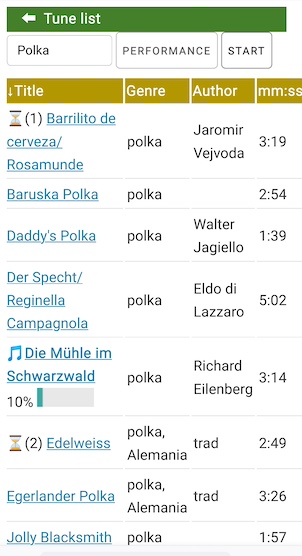 ⬅ Tune list
Polka PERFORMANCE START
↓Title Genre Author mm:ss
⏳(1) Barrilito de
cerveza/
Rosamunde
polka
Jaromir
Vejvoda
3:19
Baruska Polka polka 2:54
Daddy's Polka polka
Walter
Jagiello
1:39
Der Specht/
Reginella
Campagnola
polka
Eldo di
Lazzaro
5:02
🎵Die Mühle im
Schwarzwald
10%
polka
Richard
Eilenberg
3:14
⏳(2) Edelweiss
polka,
Alemania
trad
2:49
Egerlander Polka
polka,
Alemania
trad
3:26
Jolly Blacksmith polka 1:57